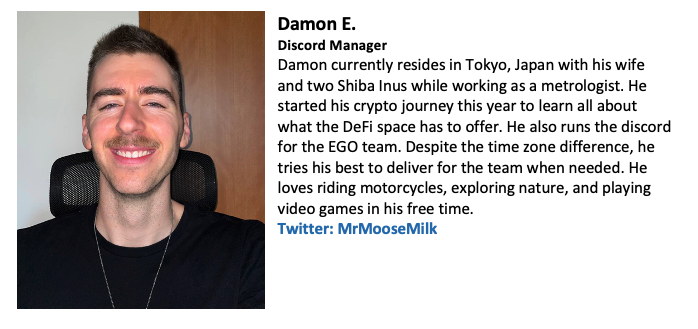 Damon E.
Discord Manager
Damon currently resides in Tokyo, Japan with his wife
and two Shiba Inus while working as a metrologist. He
started his crypto journey this year to learn all about
what the DeFi space has to offer. He also runs the discord
for the EGO team. Despite the time zone difference, he
tries his best to deliver for the team when needed. He
loves riding motorcycles, exploring nature, and playing
video games in his free time.
Twitter: MrMooseMilk